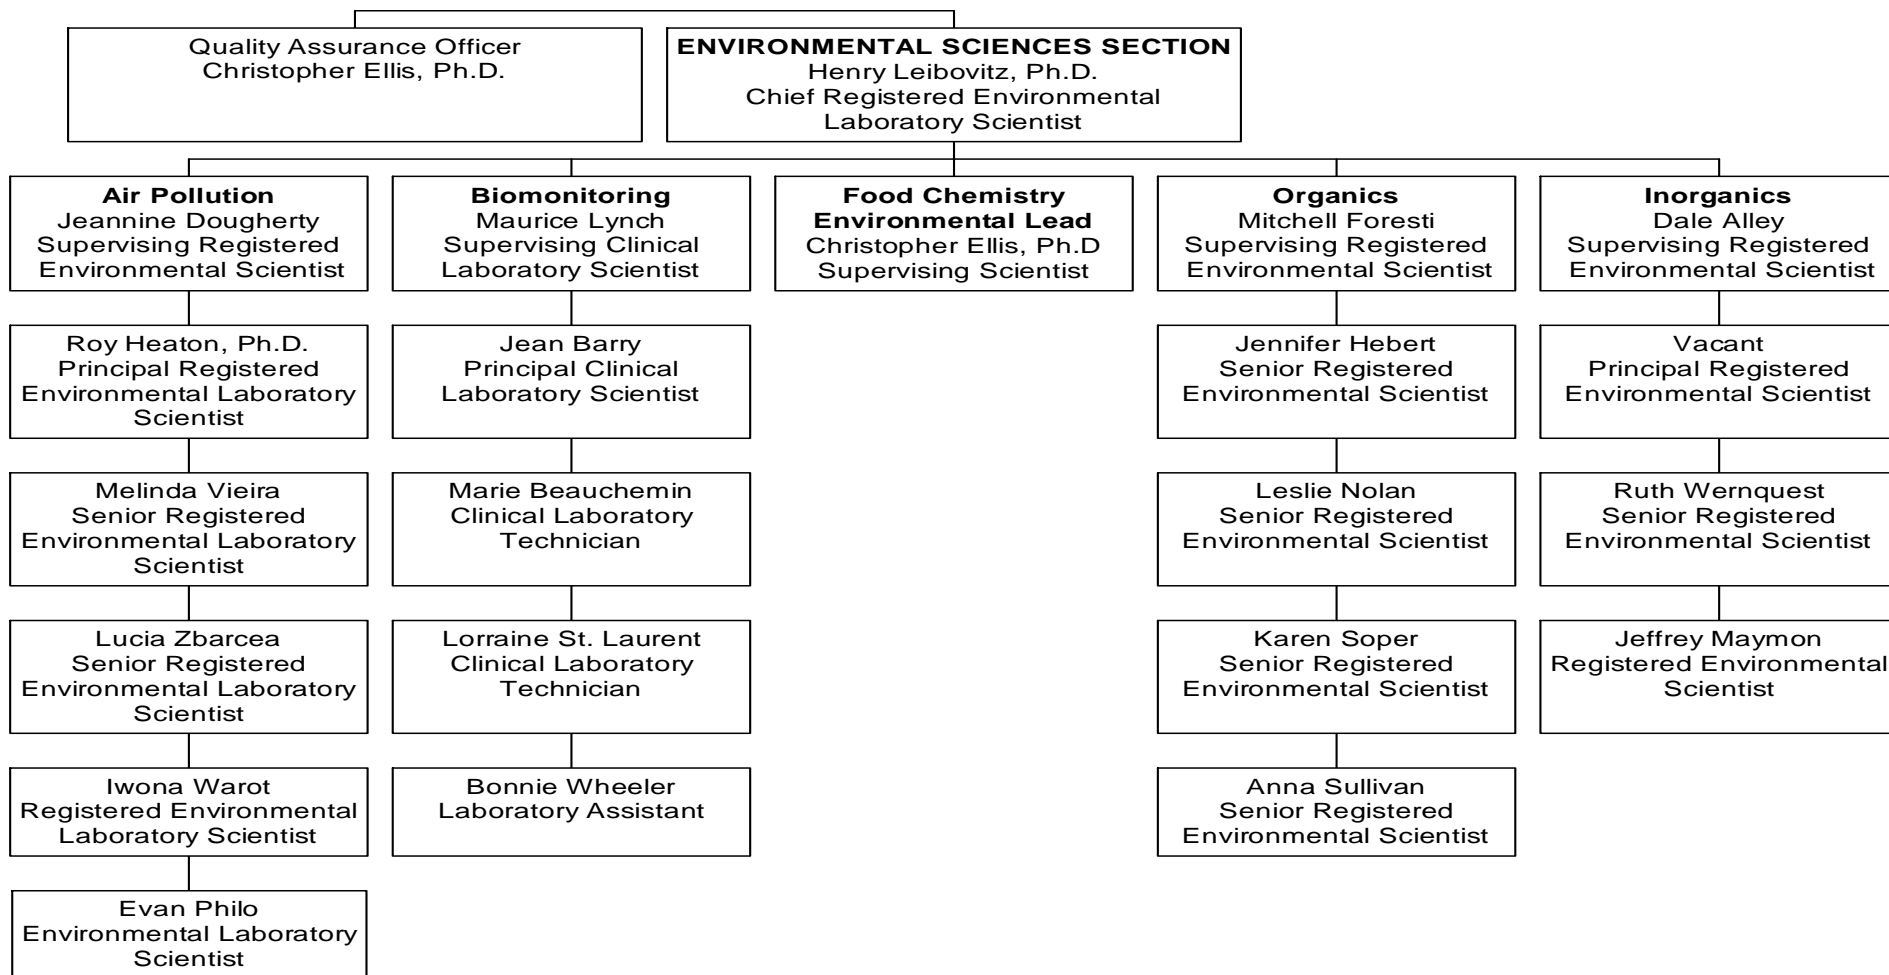 Quality Assurance Officer
Christopher Ellis, Ph.D.
ENVIRONMENTAL SCIENCES SECTION
Henry Leibovitz, Ph.D.
Chief Registered Environmental
Laboratory Scientist
Air Pollution
Jeannine Dougherty
Supervising Registered
Environmental Scientist
Roy Heaton, Ph.D.
Principal Registered
Environmental Laboratory
Scientist
Melinda Vieira
Senior Registered
Environmental Laboratory
Scientist
Lucia Zbarcea
Senior Registered
Environmental Laboratory
Scientist
Iwona Warot
Registered Environmental
Laboratory Scientist
Evan Philo
Environmental Laboratory
Scientist
Biomonitoring
Maurice Lynch
Supervising Clinical
Laboratory Scientist
Jean Barry
Principal Clinical
Laboratory Scientist
Marie Beauchemin
Clinical Laboratory
Technician
Lorraine St. Laurent
Clinical Laboratory
Technician
Bonnie Wheeler
Laboratory Assistant
Food Chemistry
Environmental Lead
Christopher Ellis, Ph.D
Supervising Scientist
Organics
Mitchell Foresti
Supervising Registered
Environmental Scientist
Jennifer Hebert
Senior Registered
Environmental Scientist
Leslie Nolan
Senior Registered
Environmental Scientist
Karen Soper
Senior Registered
Environmental Scientist
Anna Sullivan
Senior Registered
Environmental Scientist
Inorganics
Dale Alley
Supervising Registered
Environmental Scientist
Vacant
Principal Registered
Environmental Scientist
Ruth Wernquest
Senior Registered
Environmental Scientist
Jeffrey Maymon
Registered Environmental
Scientist